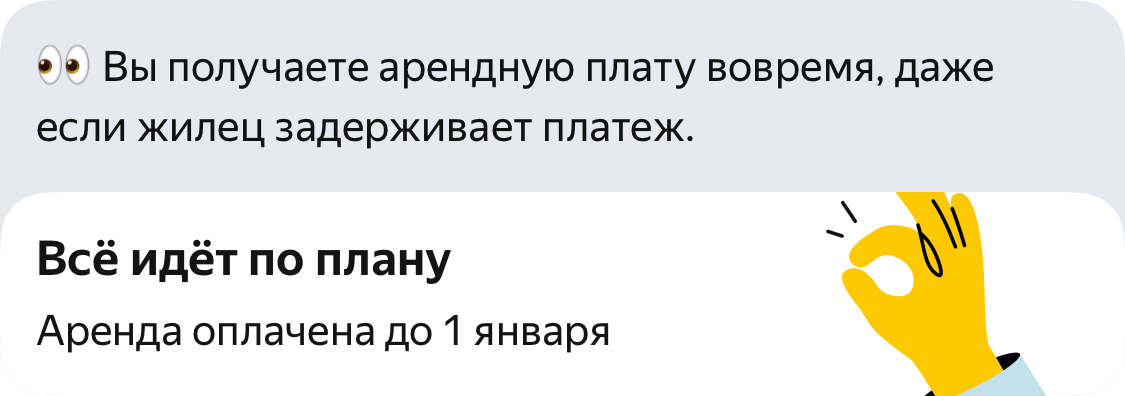 👀 Вы получаете арендную плату вовремя, даже
если жилец задерживает платеж.
Всё идёт по плану
Аренда оплачена до 1 января